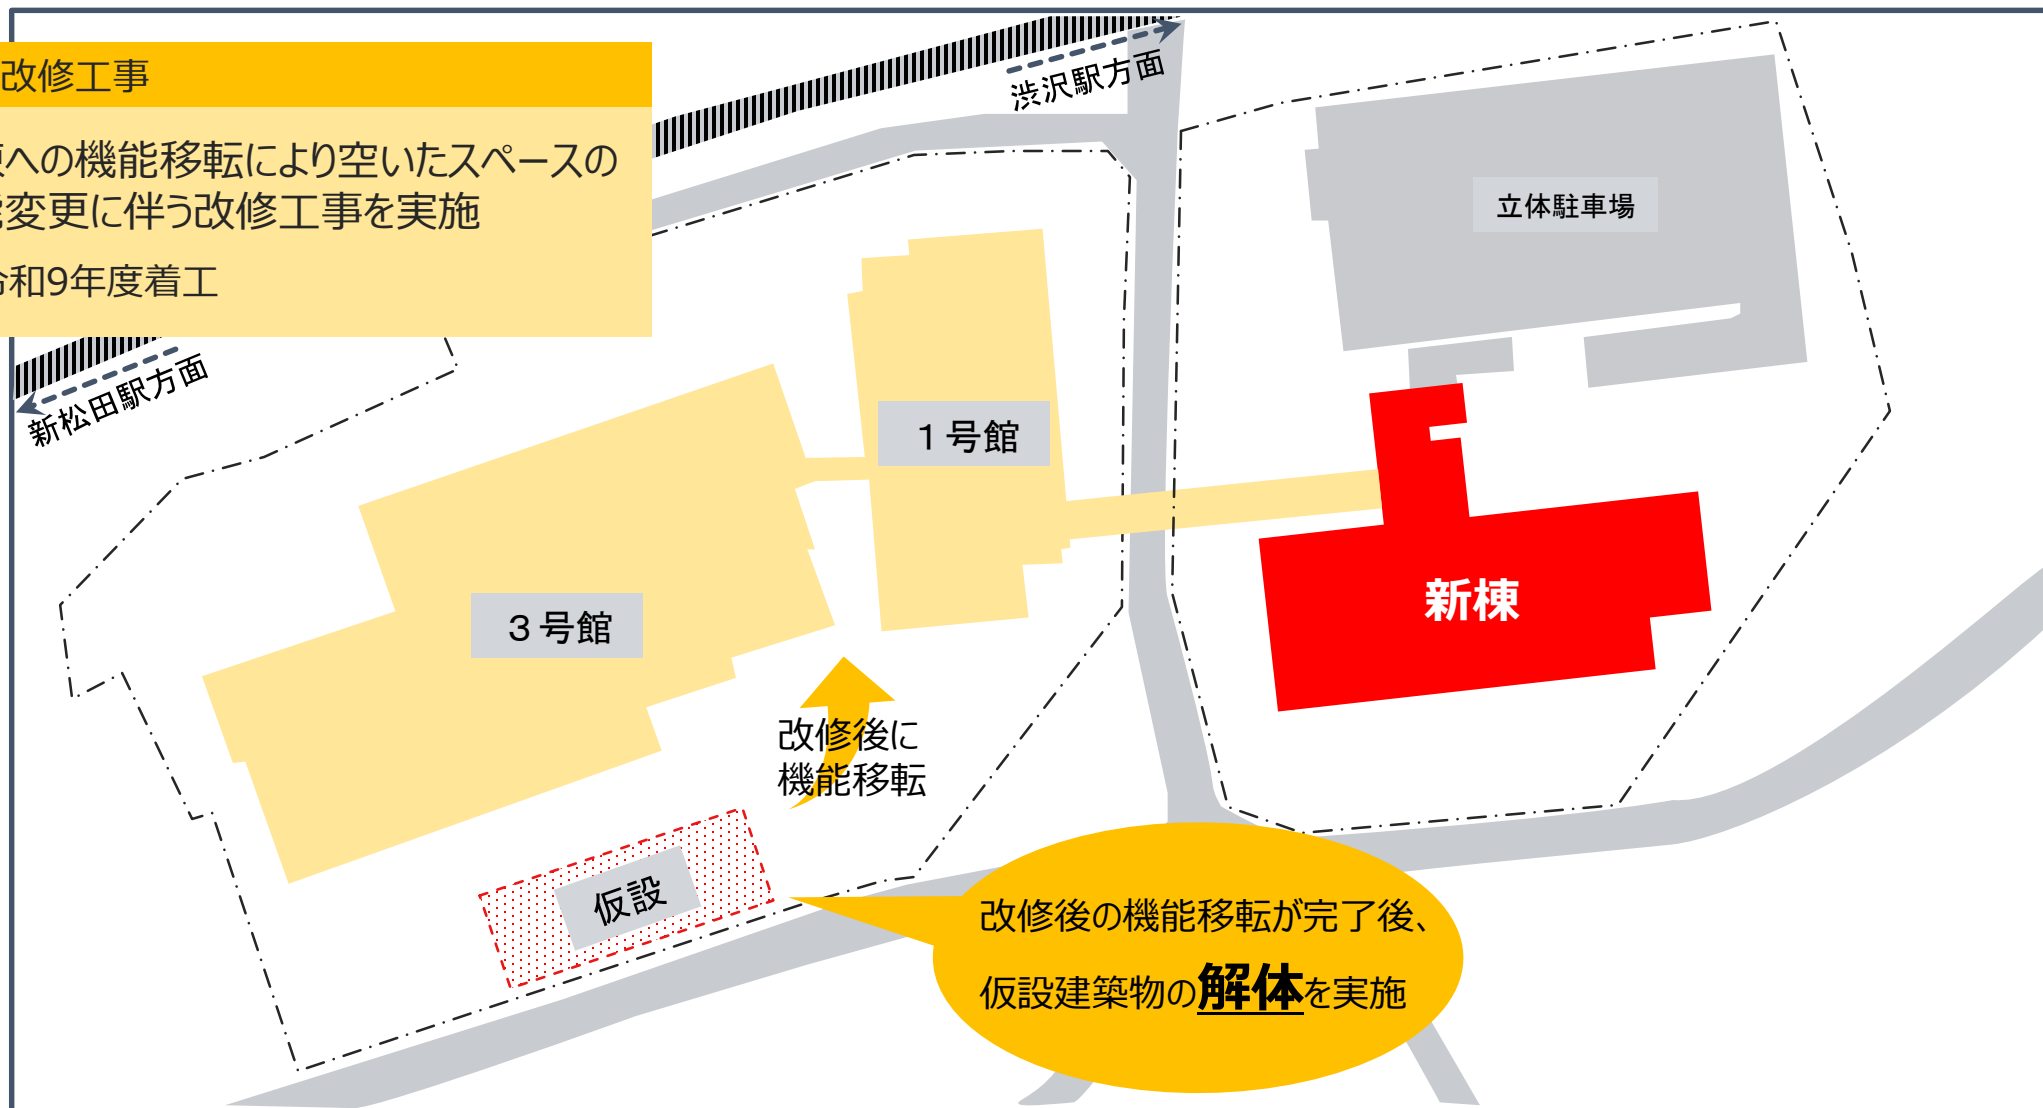 改修工事
への機能移転により空いたスペースの
変更に伴う改修工事を実施
令和9年度着工
渋沢駅方面
新松田駅方面
立体駐車場
１号館
３号館
新棟
改修後に
機能移転
仮設
改修後の機能移転が完了後、
仮設建築物の解体を実施